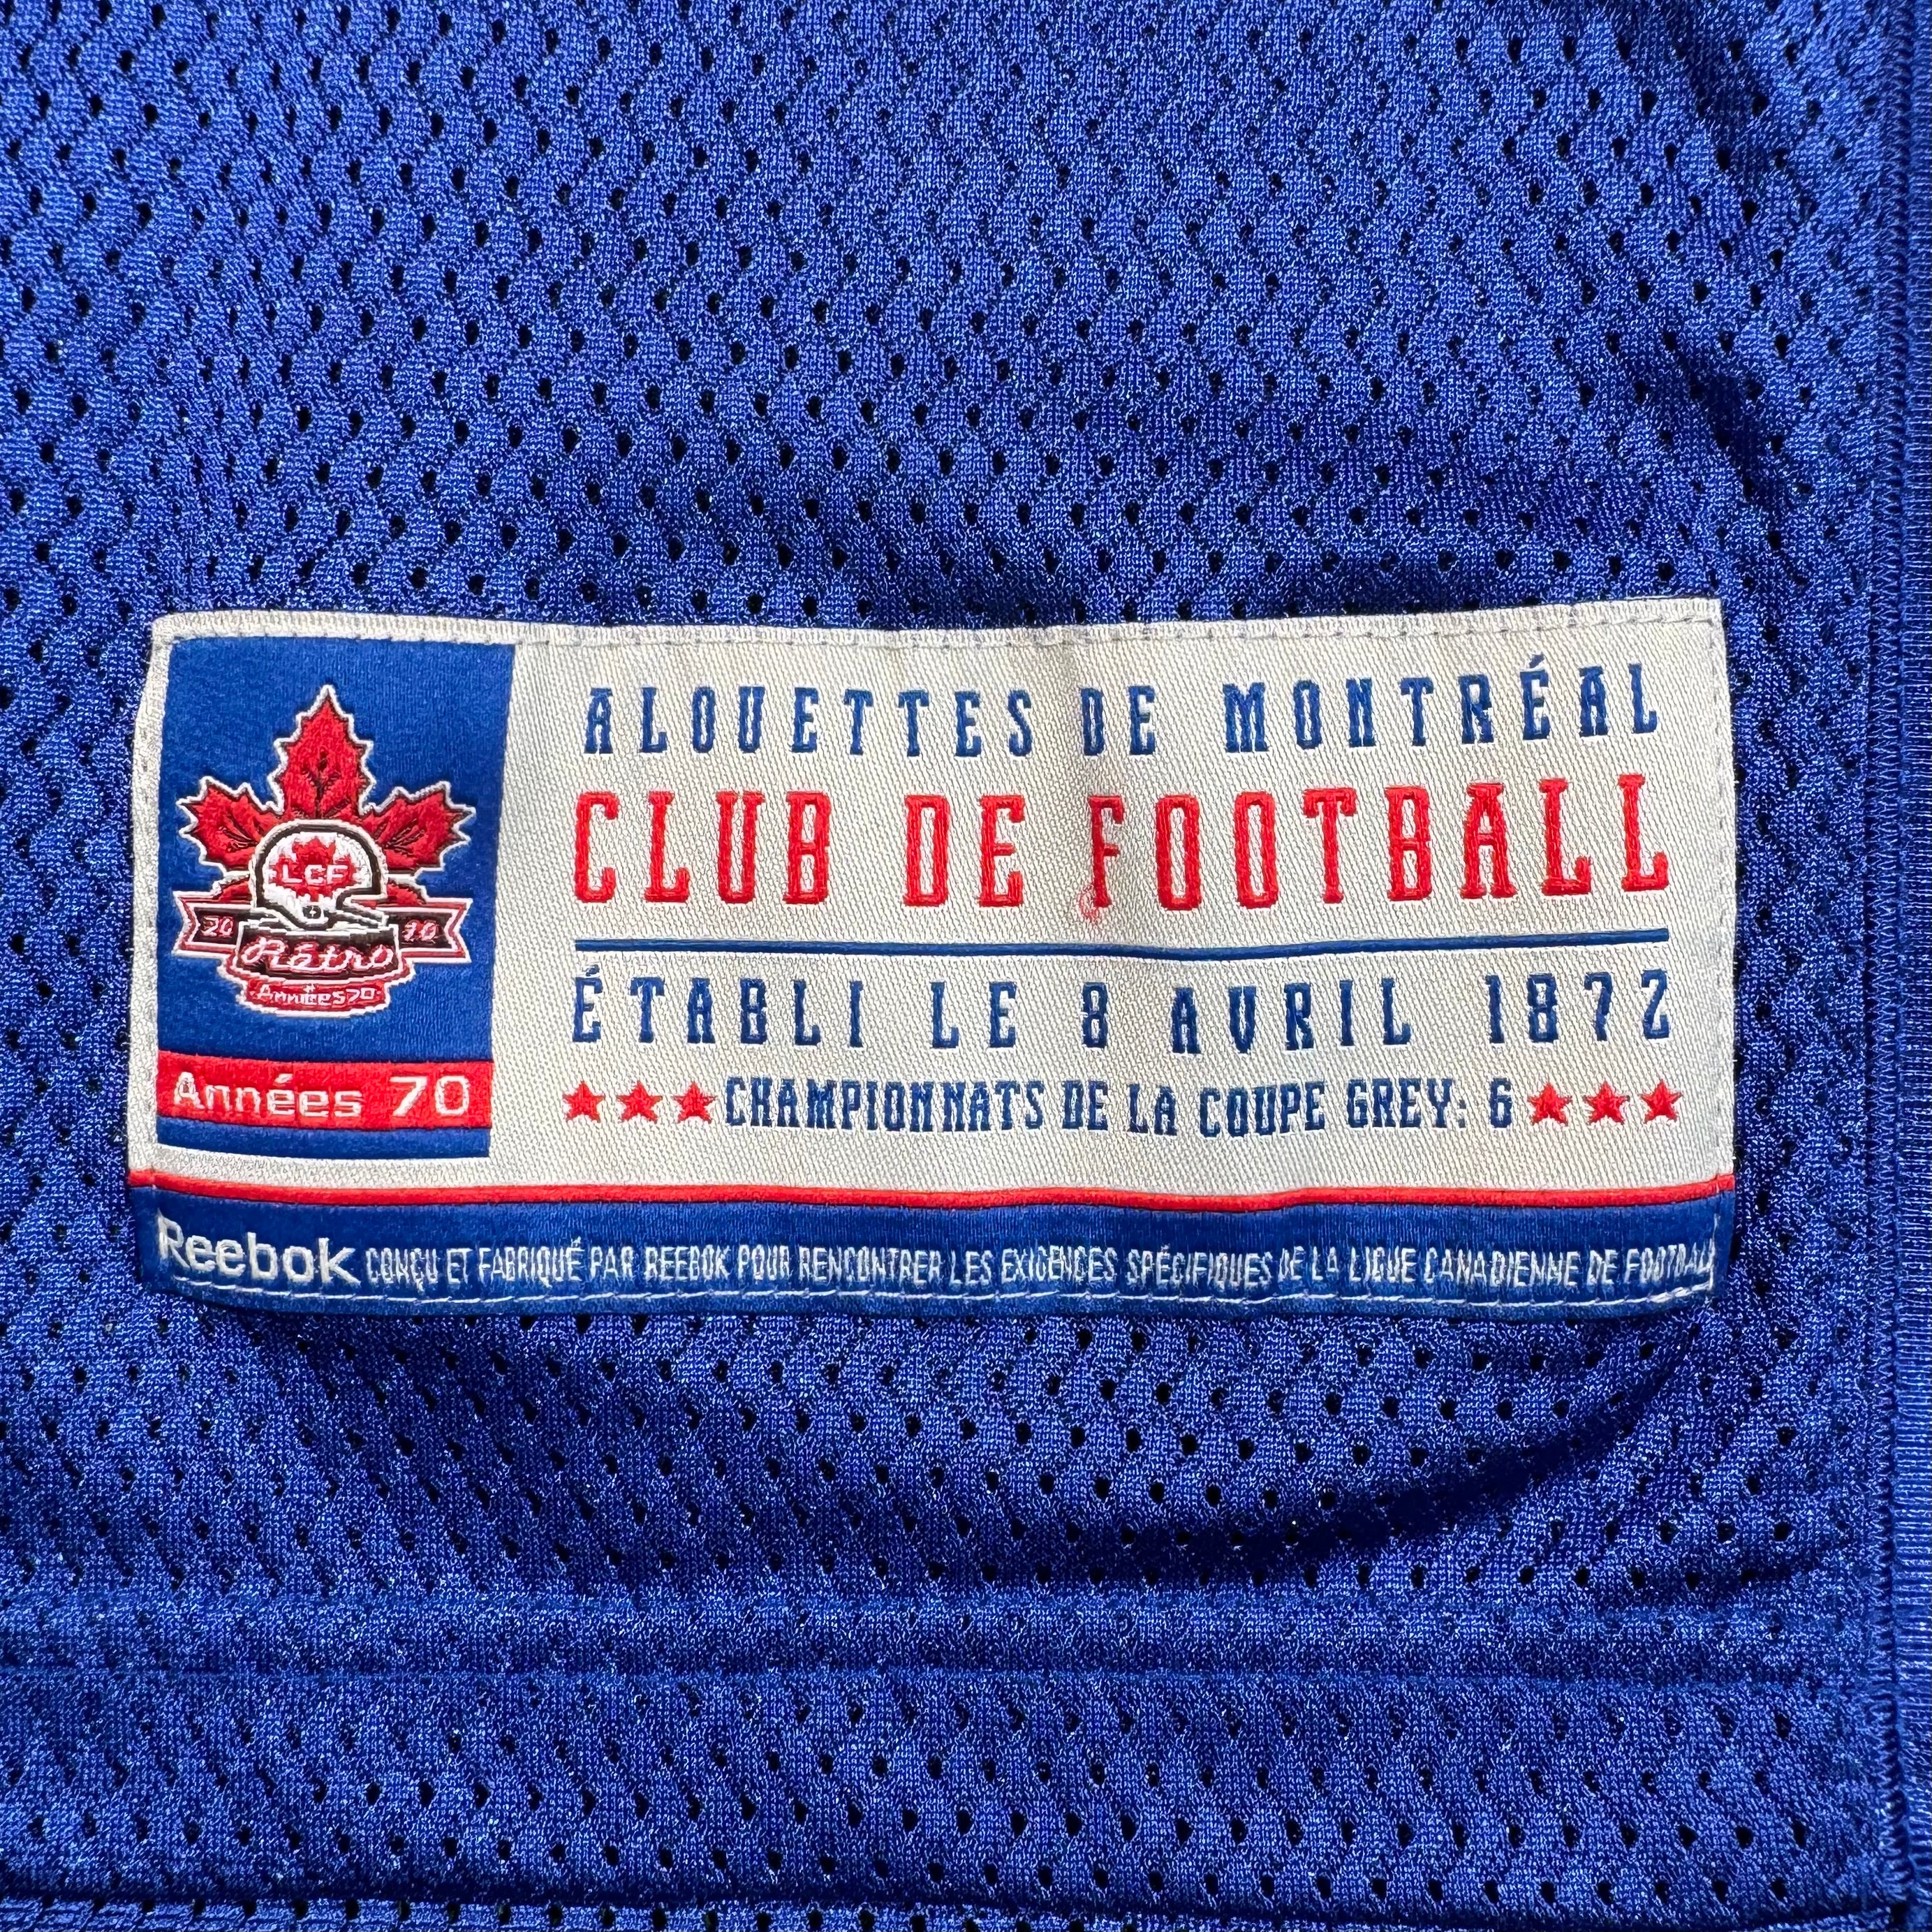 LCF
20 10
Rétro
Années 70
Années 70
ALOUETTES DE MONTRÉAL
CLUB DE FOOTBALL
ÉTABLI LE 8 AVRIL 1872
CHAMPIONNATS DE LA COUPE GREY: 6
Reebok CONÇU ET FABRIQUÉ PAR REEBOK POUR RENCONTRER LES EXIGENCES SPÉCIFIQUES DE LA LIGUE CANADIENNE DE FOOTBALL